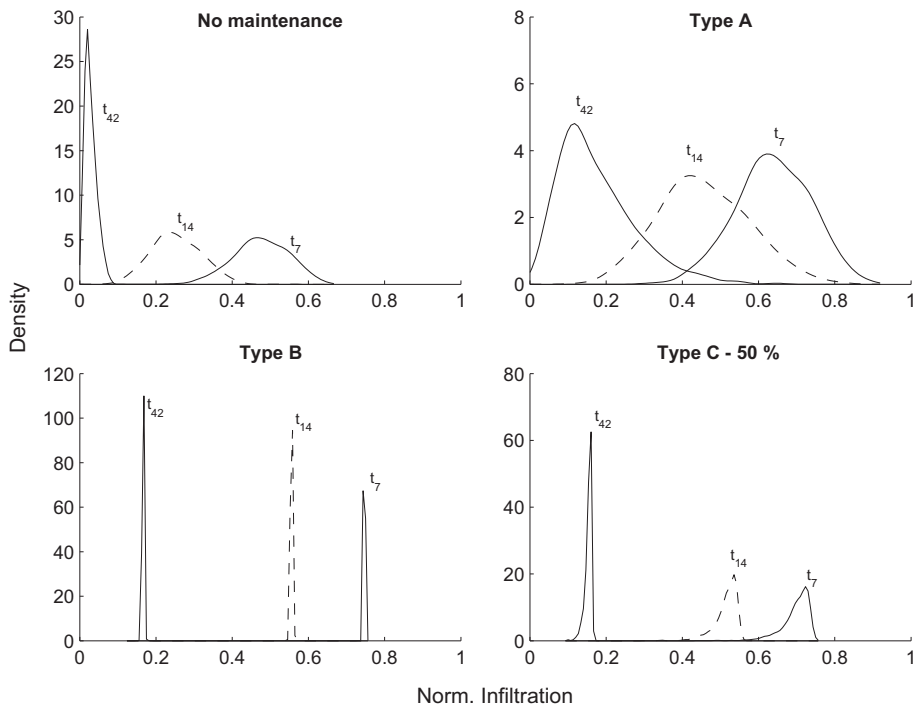 No maintenance
30
25
20
15
10
5
0
t42
t14
t7
0 0.2 0.4 0.6 0.8 1
Type A
8
6
4
2
0
t42
t14
t7
0 0.2 0.4 0.6 0.8 1
Density
Type B
120
100
80
60
40
20
0
t42
t14
t7
0 0.2 0.4 0.6 0.8 1
Type C - 50 %
80
60
40
20
0
t42
t14
t7
0 0.2 0.4 0.6 0.8 1
Norm. Infiltration